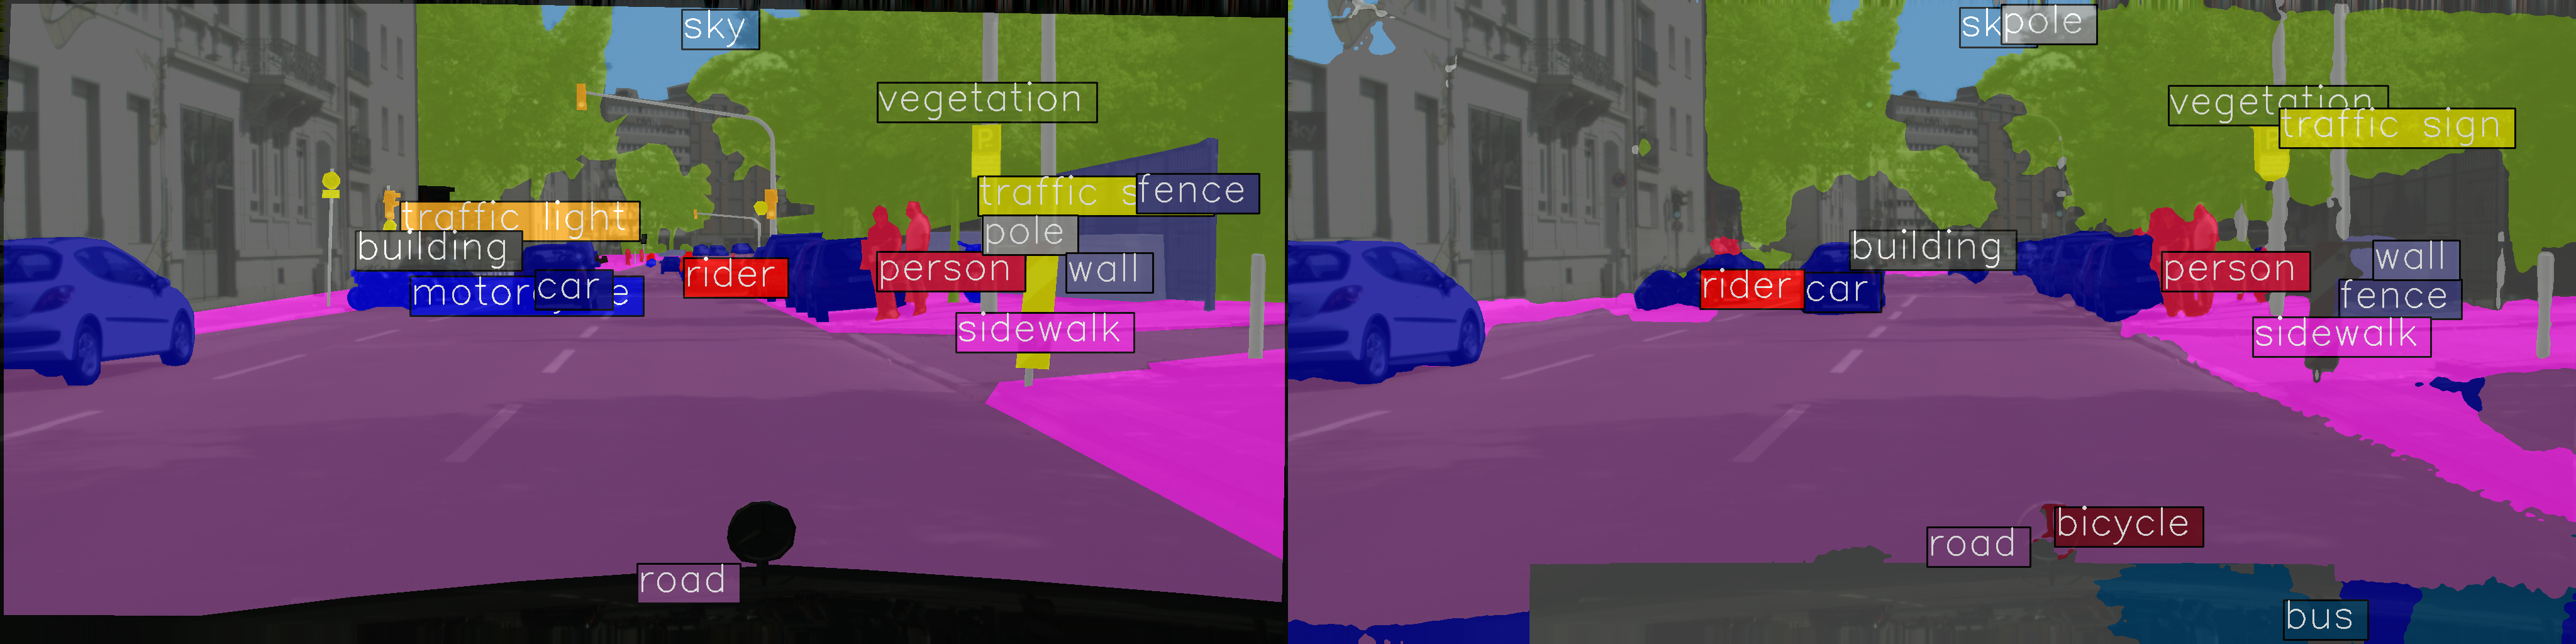 sky
vegetation
P
traffic s
fence
traffic light
pole
building
person
wall
rider
motor
car
e
sidewalk
road
sk
pole
vegetation
traffic sign
building
wall
person
rider
car
fence
sidewalk
bicycle
road
bus